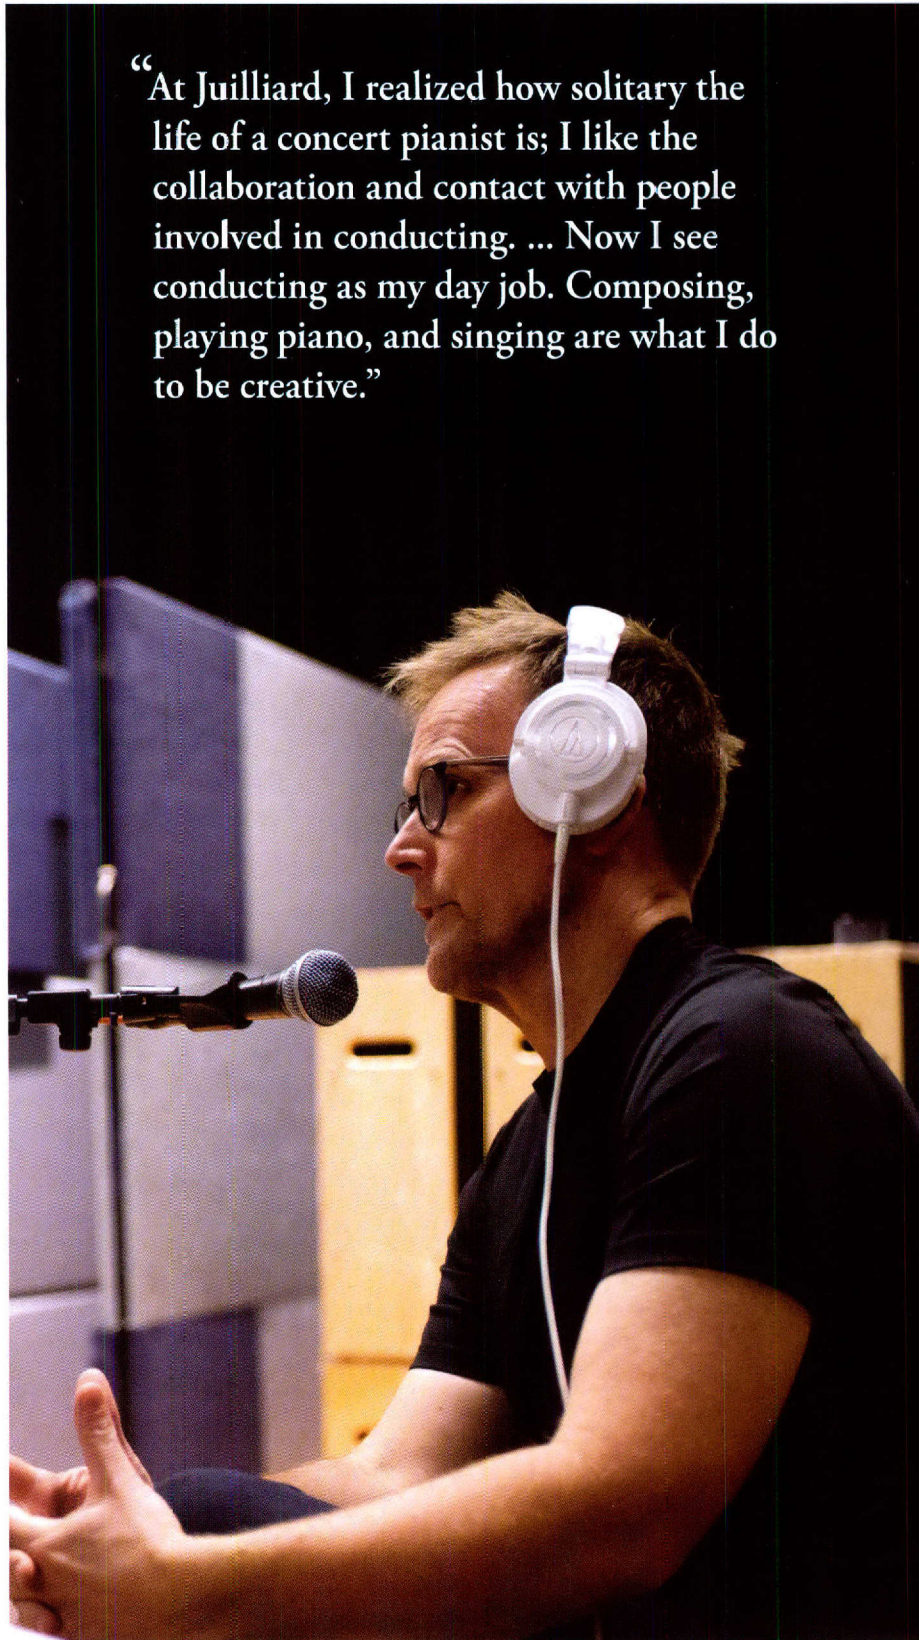 “At Juilliard, I realized how solitary the
life of a concert pianist is; I like the
collaboration and contact with people
involved in conducting. ... Now I see
conducting as my day job. Composing,
playing piano, and singing are what I do
to be creative.”